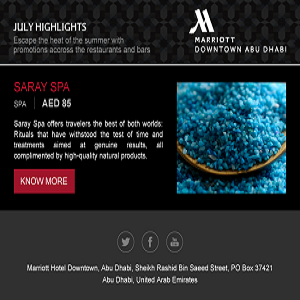 JULY HIGHLIGHTS
Escape the heat of the summer with
promotions accross the restaurants and bars
MARRIOTT
DOWNTOWN ABU DHABI
SARAY SPA
SPA | AED 85
Saray Spa offers travelers the best of both worlds:
Rituals that have withstood the test of time and
treatments aimed at genuine results, all
complimented by high-quality natural products.
KNOW MORE
You
Tube
Marriott Hotel Downtown, Abu Dhabi, Sheikh Rashid Bin Saeed Street, PO Box 37421
Abu Dhabi, United Arab Emirates